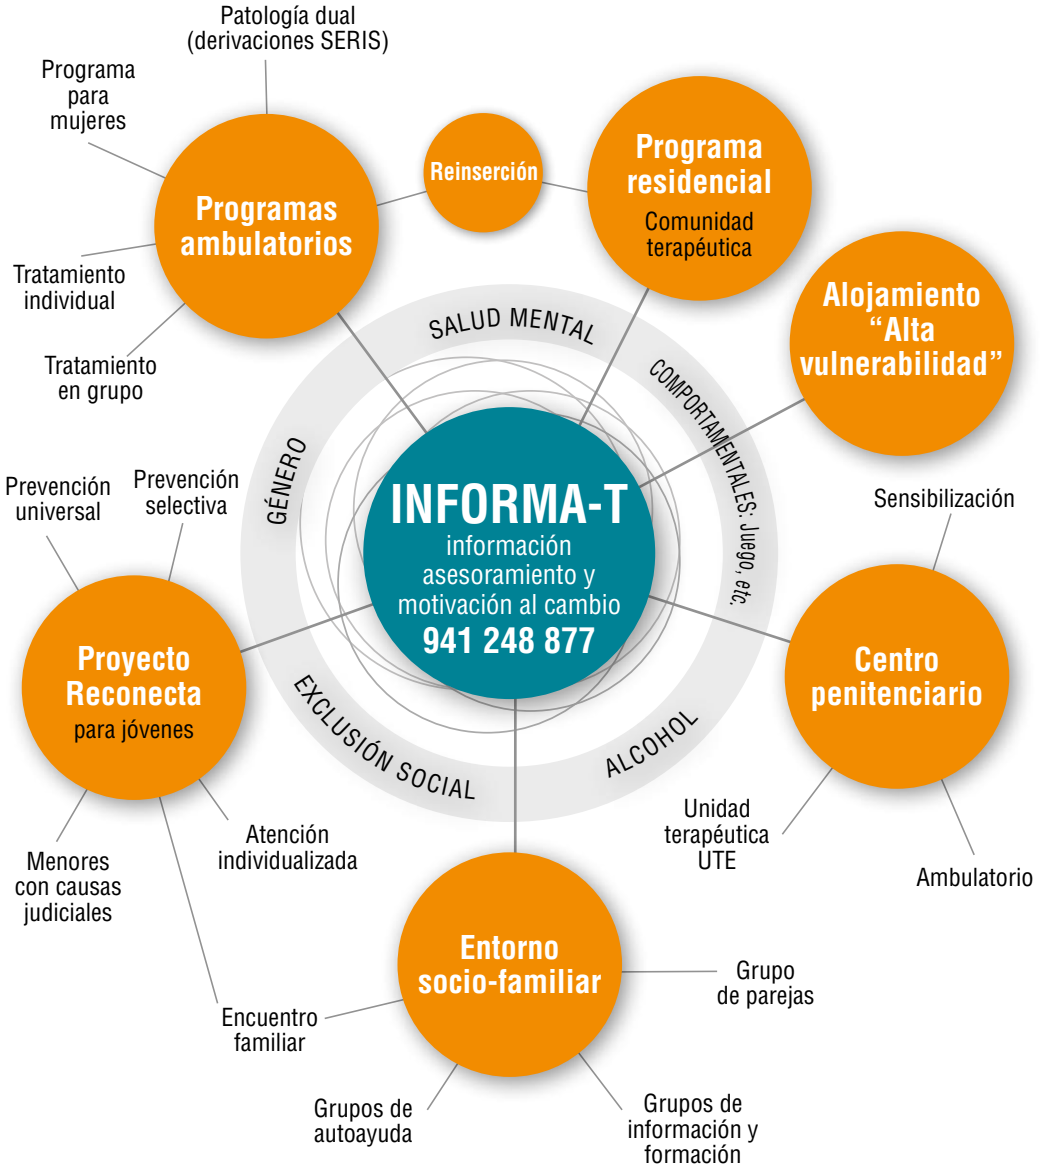 Patología dual
(derivaciones SERIS)
Programa
para
mujeres
Programas
ambulatorios
Tratamiento
individual
Tratamiento
en grupo
Reinserción
Programa
residencial
Comunidad
terapéutica
Alojamiento
“Alta
vulnerabilidad”
SALUD MENTAL
COMPORTAMENTALES: Juego, etc.
GÉNERO
EXCLUSIÓN SOCIAL
ALCOHOL
INFORMA-T
información
asesoramiento y
motivación al cambio
941 248 877
Prevención
universal
Prevención
selectiva
Proyecto
Reconecta
para jóvenes
Menores
con causas
judiciales
Atención
individualizada
Encuentro
familiar
Sensibilización
Centro
penitenciario
Unidad
terapéutica
UTE
Ambulatorio
Entorno
socio-familiar
Grupo
de parejas
Grupos de
autoayuda
Grupos de
información y
formación